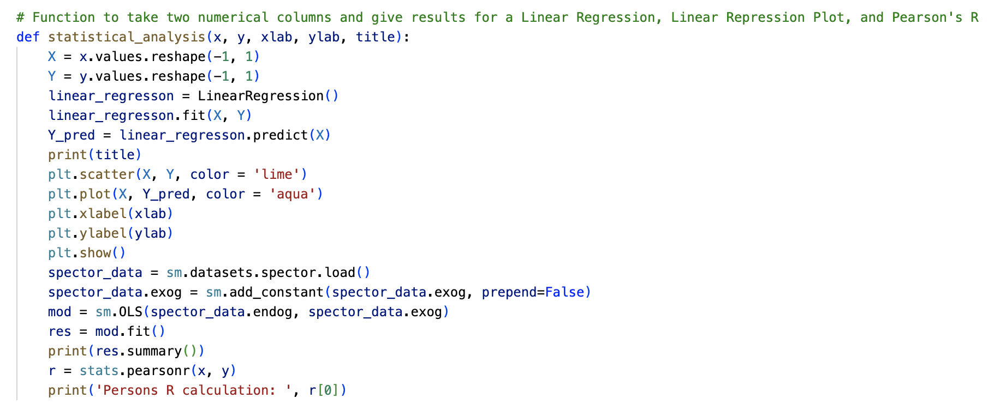 # Function to take two numerical columns and give results for a Linear Regression, Linear Repression Plot, and Pearson's R
def statistical_analysis(x, y, xlab, ylab, title):
    X = x.values.reshape(-1, 1)
    Y = y.values.reshape(-1, 1)
    linear_regresson = LinearRegression()
    linear_regresson.fit(X, Y)
    Y_pred = linear_regresson.predict(X)
    print(title)
    plt.scatter(X, Y, color = 'lime')
    plt.plot(X, Y_pred, color = 'aqua')
    plt.xlabel(xlab)
    plt.ylabel(ylab)
    plt.show()
    spector_data = sm.datasets.spector.load()
    spector_data.exog = sm.add_constant(spector_data.exog, prepend=False)
    mod = sm.OLS(spector_data.endog, spector_data.exog)
    res = mod.fit()
    print(res.summary())
    r = stats.pearsonr(x, y)
    print('Persons R calculation: ', r[0])